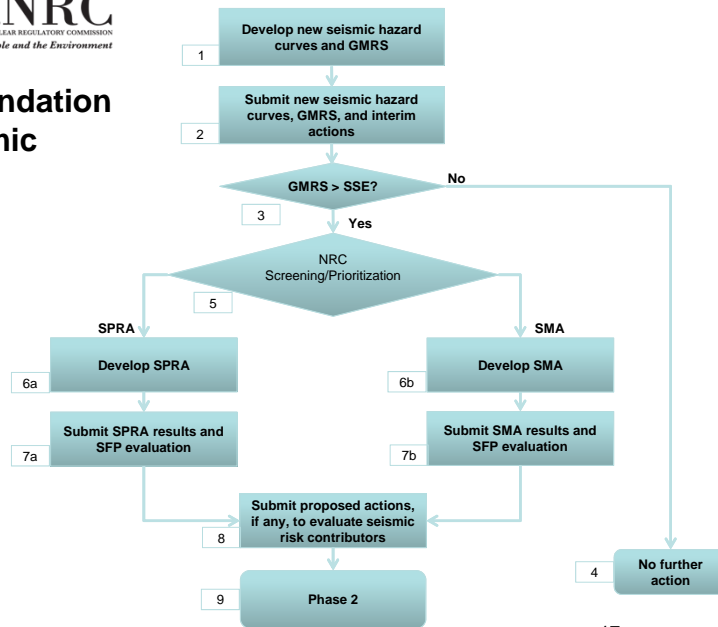 NRC
LEAR REGULATORY COMMISSION
ple and the Environment
ndation
nic
Develop new seismic hazard
curves and GMRS
1
Submit new seismic hazard
curves, GMRS, and interim
actions
2
GMRS > SSE?
No
3
Yes
NRC
Screening/Prioritization
5
SPRA
SMA
Develop SPRA
6a
Develop SMA
6b
Submit SPRA results and
SFP evaluation
7a
Submit SMA results and
SFP evaluation
7b
Submit proposed actions,
if any, to evaluate seismic
risk contributors
8
No further
action
4
Phase 2
9